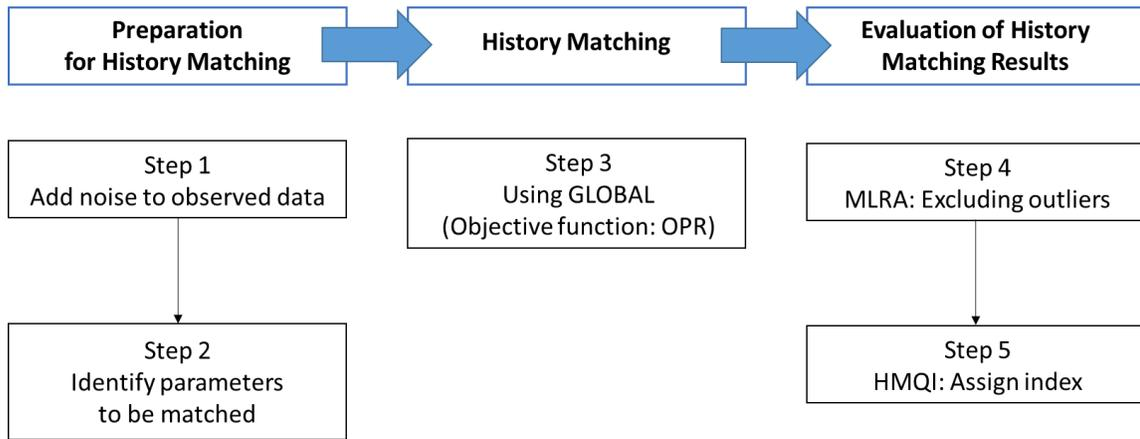 Preparation
for History Matching
History Matching
Evaluation of History
Matching Results
Step 1
Add noise to observed data
Step 2
Identify parameters
to be matched
Step 3
Using GLOBAL
(Objective function: OPR)
Step 4
MLRA: Excluding outliers
Step 5
HMQI: Assign index